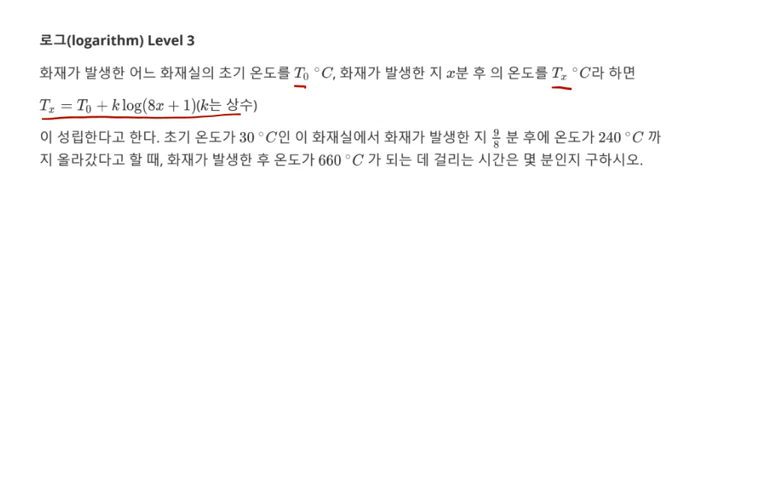 로그(logarithm) Level 3
화재가 발생한 어느 화재실의 초기 온도를 T₀ °C, 화재가 발생한 지 x분 후 의 온도를 Tₓ °C라 하면
Tₓ = T₀ + k log(8x + 1)(k는 상수)
이 성립한다고 한다. 초기 온도가 30 °C인 이 화재실에서 화재가 발생한 지 9/8 분 후에 온도가 240 °C 까
지 올라갔다고 할 때, 화재가 발생한 후 온도가 660 °C 가 되는 데 걸리는 시간은 몇 분인지 구하시오.